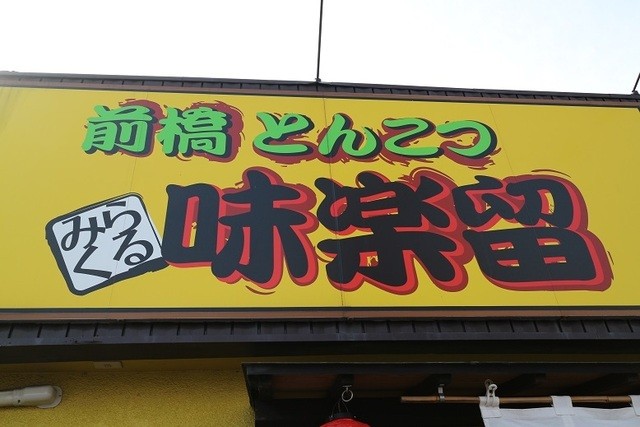 前橋 とんこつ
みら
くる
味楽留